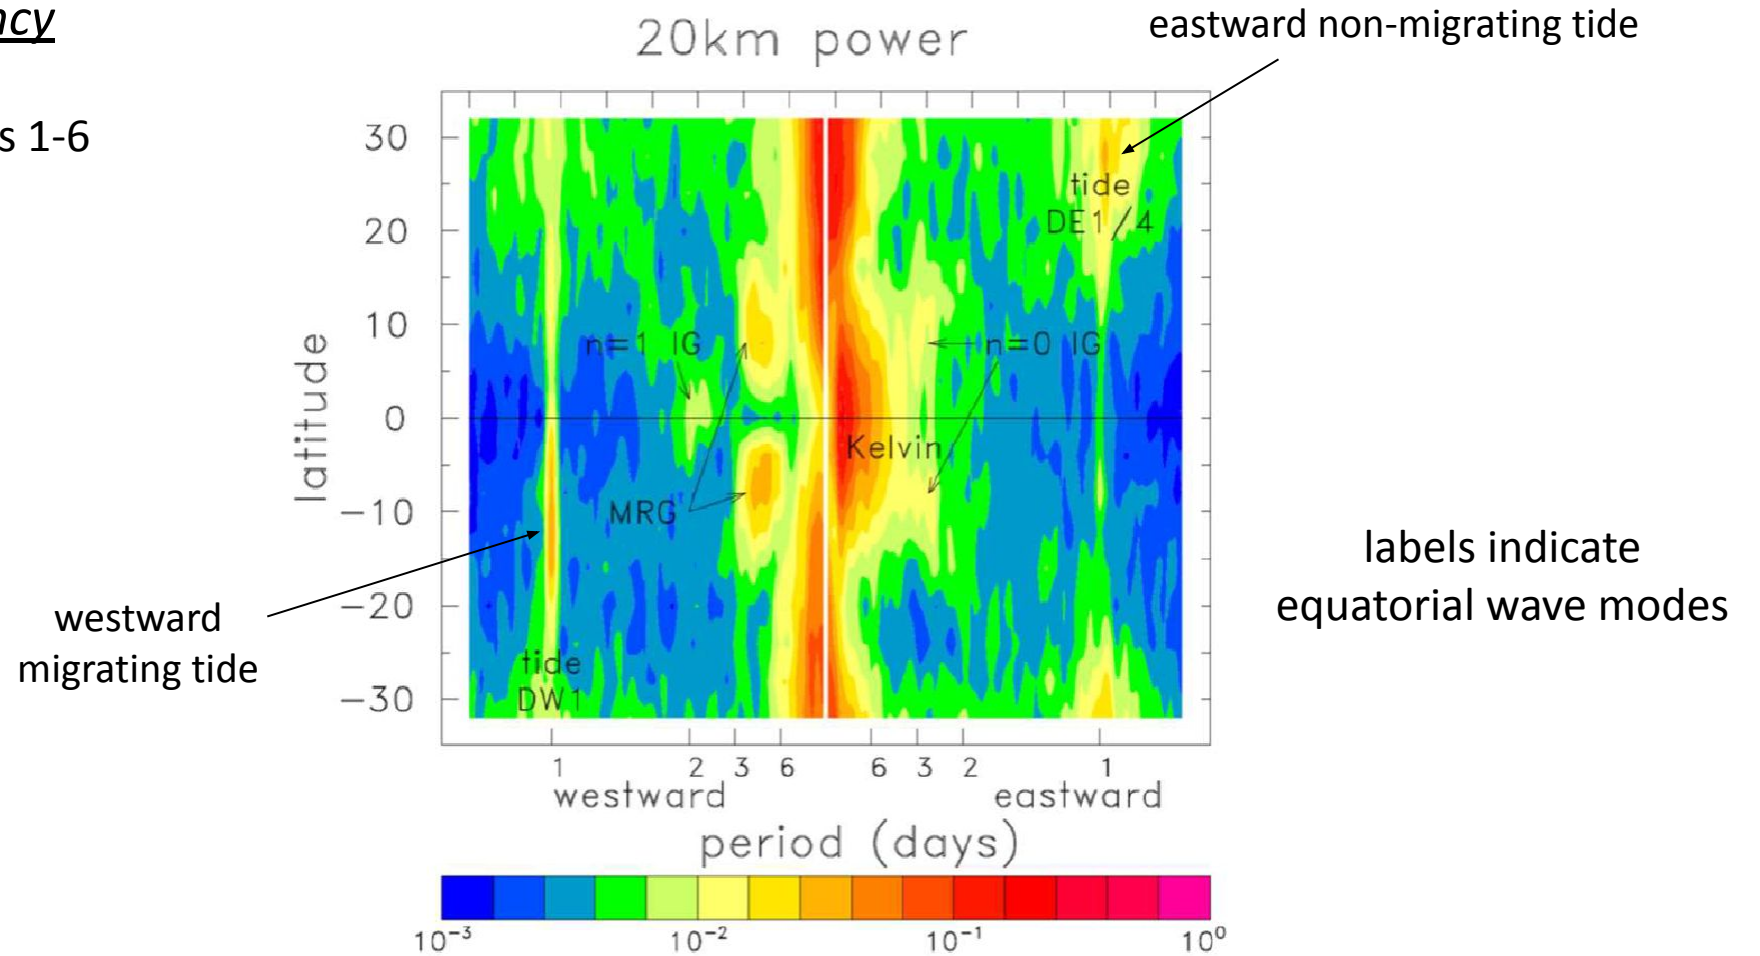 20km power
eastward non-migrating tide
1-6
30
tide
DE1/4
20
10
n=1 IG
n=0 IG
latitude
0
Kelvin
MRG
-10
labels indicate
equatorial wave modes
westward
migrating tide
-20
tide
DW1
-30
1 2 3 6 6 3 2 1
westward eastward
period (days)
10-3 10-2 10-1 100